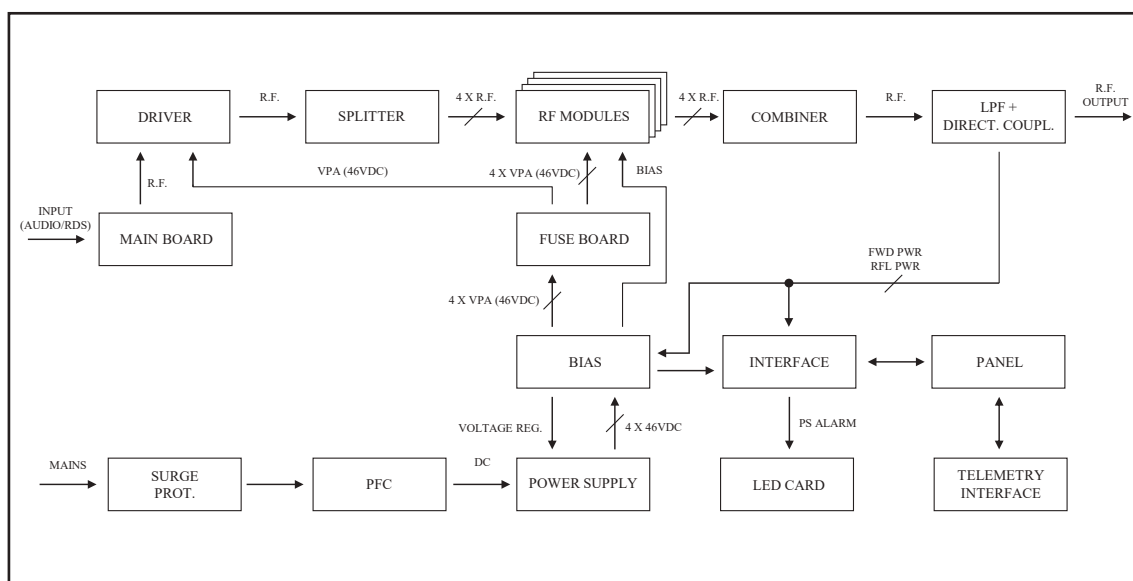 R.F.
4 X R.F.
4 X R.F.
R.F.
R.F.
OUTPUT
DRIVER
SPLITTER
RF MODULES
COMBINER
LPF +
DIRECT. COUPL.
VPA (46VDC)
4 X VPA (46VDC)
BIAS
R.F.
INPUT
(AUDIO/RDS)
MAIN BOARD
FUSE BOARD
FWD PWR
RFL PWR
4 X VPA (46VDC)
BIAS
INTERFACE
PANEL
VOLTAGE REG.
4 X 46VDC
PS ALARM
MAINS
DC
SURGE
PROT.
PFC
POWER SUPPLY
LED CARD
TELEMETRY
INTERFACE